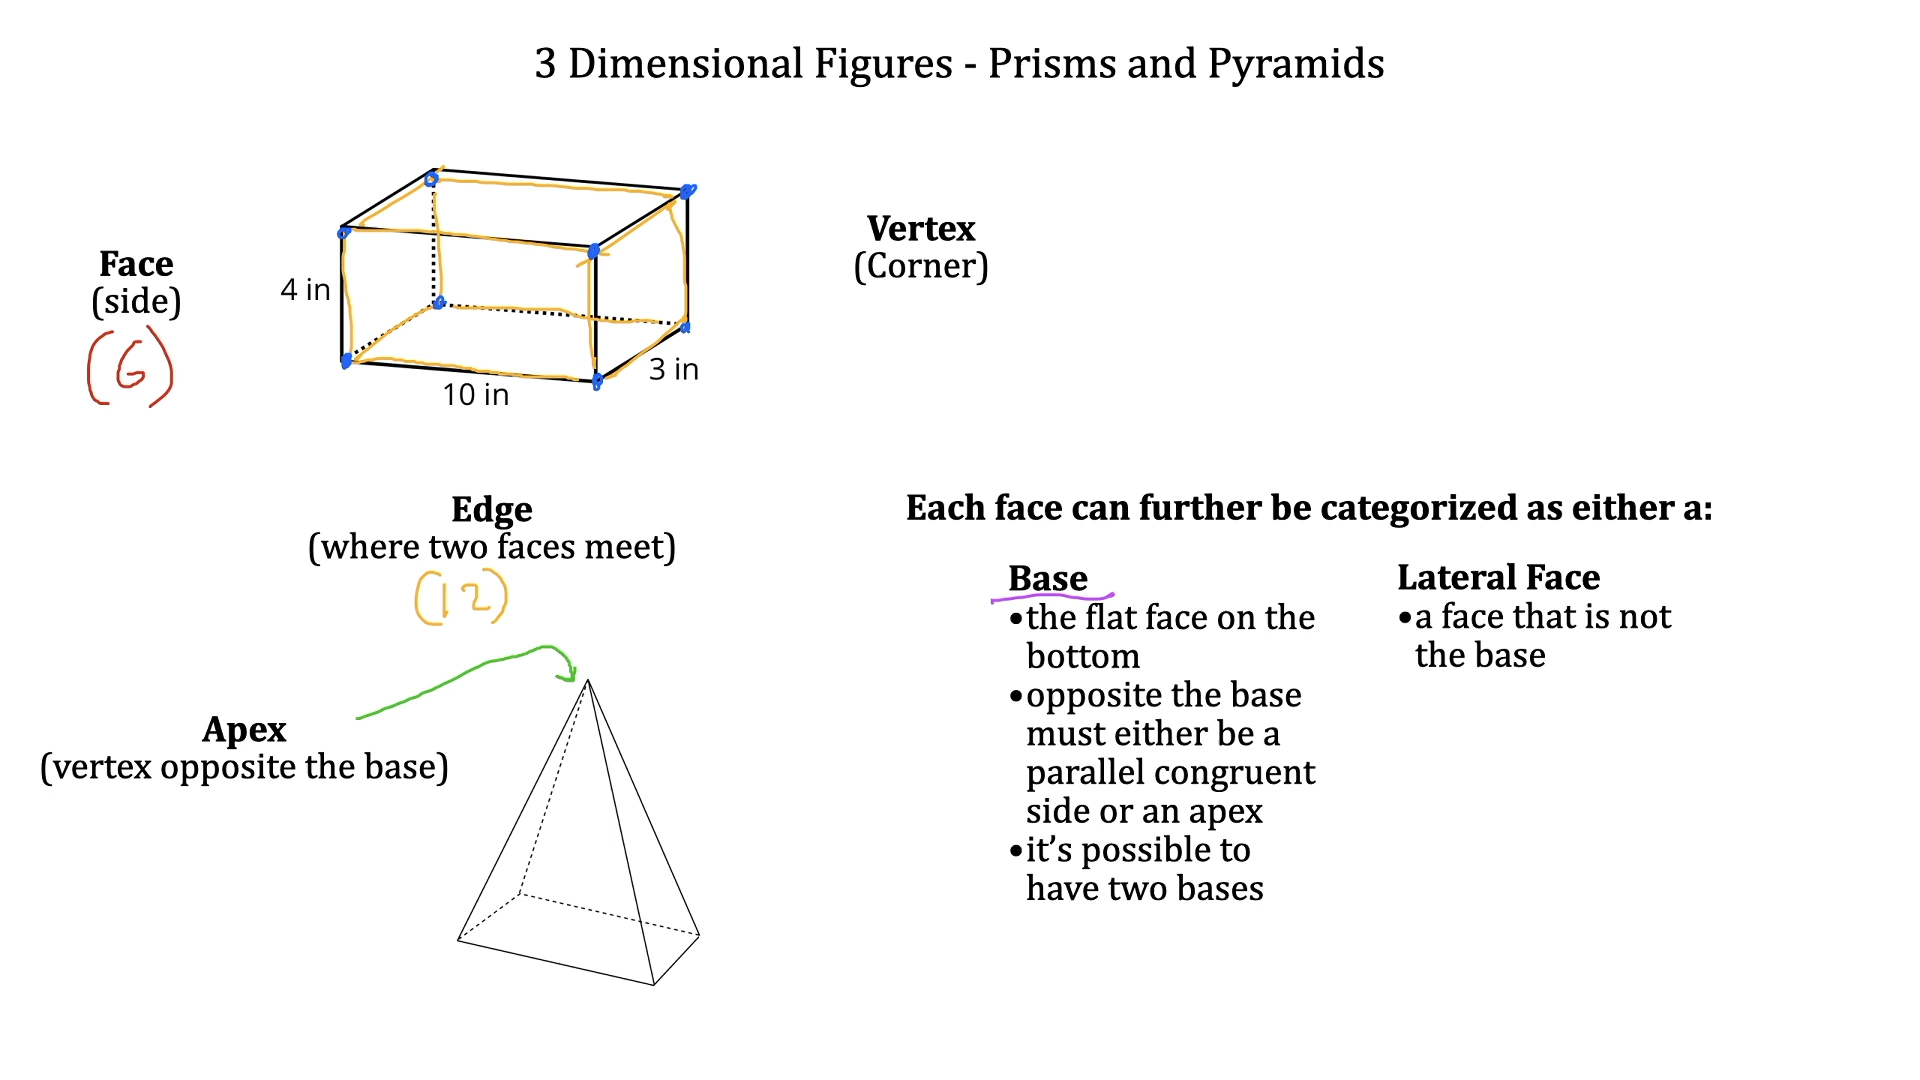 3 Dimensional Figures - Prisms and Pyramids
Face
(side)
(6)
4 in
10 in
3 in
Vertex
(Corner)
Edge
(where two faces meet)
(12)
Apex
(vertex opposite the base)
Each face can further be categorized as either a:
Base
•the flat face on the
bottom
•opposite the base
must either be a
parallel congruent
side or an apex
•it’s possible to
have two bases
Lateral Face
•a face that is not
the base